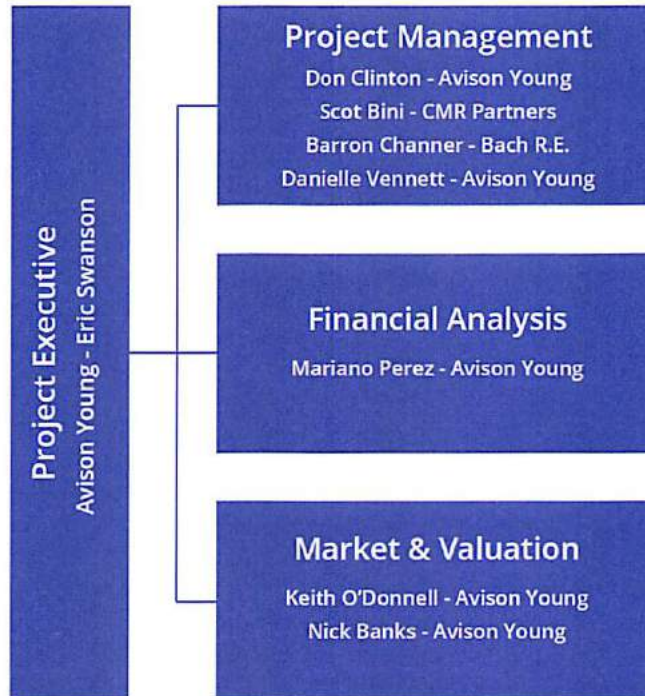 Project Executive
Avison Young - Eric Swanson
Project Management
Don Clinton - Avison Young
Scot Bini - CMR Partners
Barron Channer - Bach R.E.
Danielle Vennett - Avison Young
Financial Analysis
Mariano Perez - Avison Young
Market & Valuation
Keith O'Donnell - Avison Young
Nick Banks - Avison Young